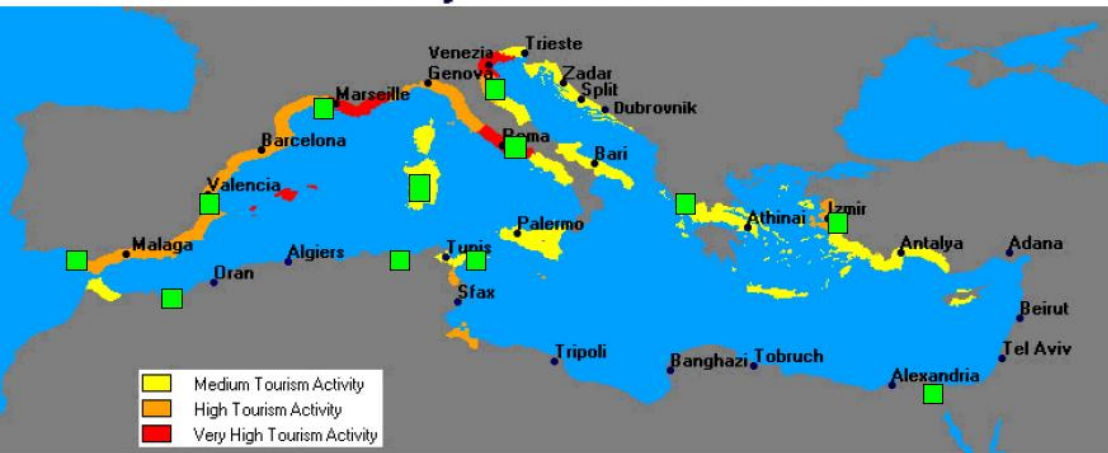 Trieste
Venezia
Genova
Zadar
Marseille
Split
Dubrovnik
Barcelona
Roma
Bari
Valencia
Izmir
Palermo
Athinai
Malaga
Algiers
Tunis
Antalya
Adana
Oran
Sfax
Beirut
Tripoli
Banghazi
Tobruch
Tel Aviv
Alexandria
Medium Tourism Activity
High Tourism Activity
Very High Tourism Activity